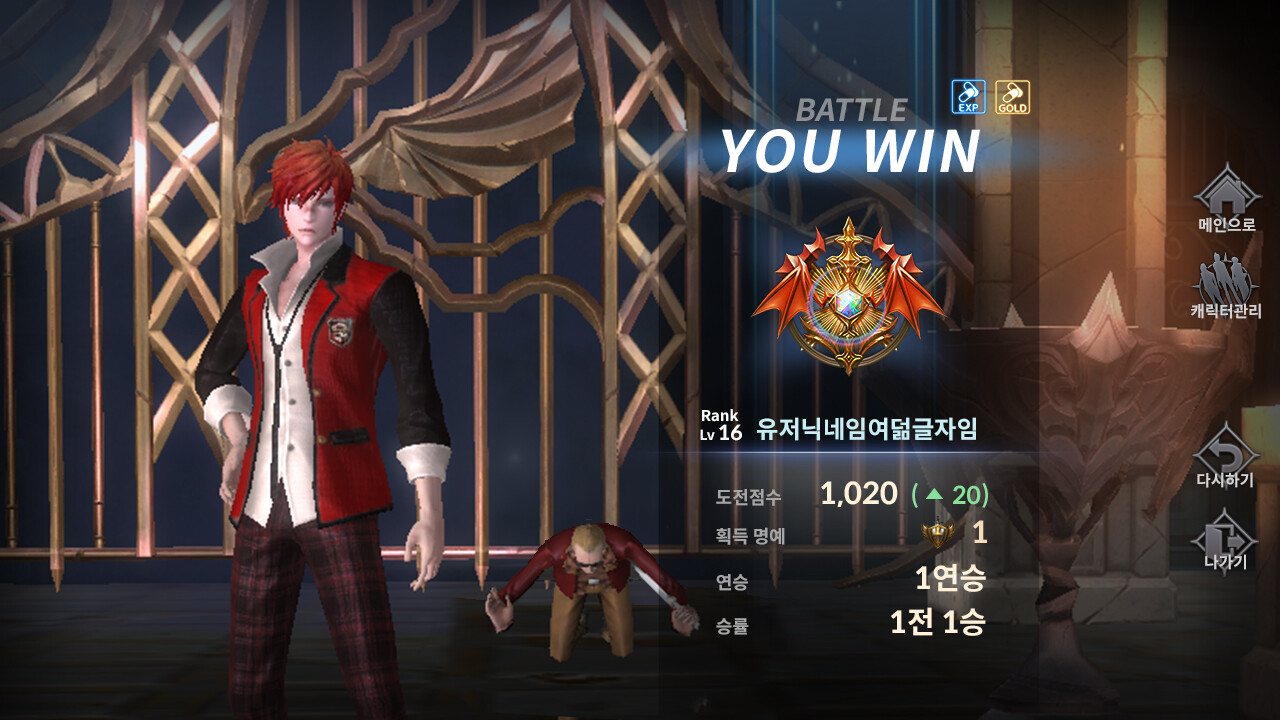 EXP GOLD
BATTLE
YOU WIN
메인으로
캐릭터관리
Rank
Lv 16 유저닉네임여덟글자임
다시하기
도전점수 1,020 (▲ 20)
획득 명예 1
나가기
연승 1연승
승률 1전 1승